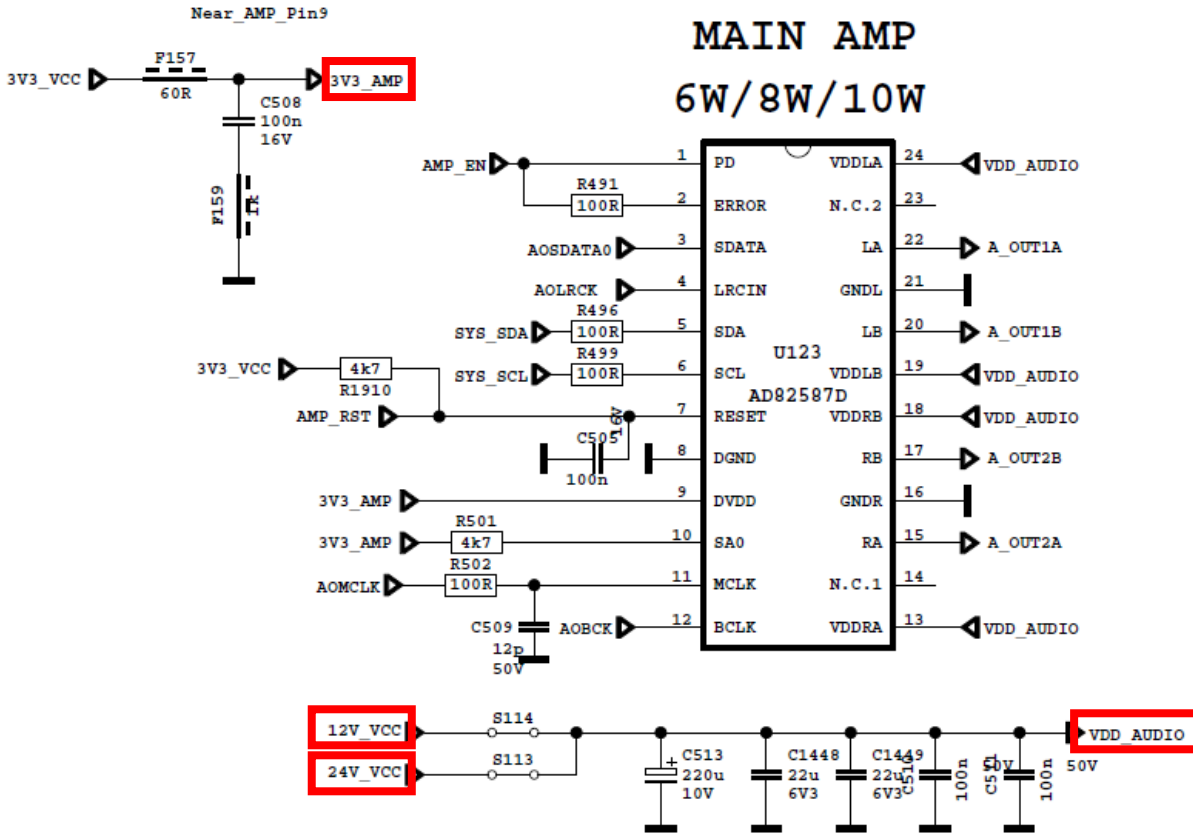 Near_AMP_Pin9
MAIN AMP
6W/8W/10W
3V3_VCC
F157
60R
3V3_AMP
C508
100n
16V
F159
1k
AMP_EN
1 PD
VDDLA 24
VDD_AUDIO
R491
100R
2 ERROR
N.C.2 23
AOSDATA0
3 SDATA
LA 22
A_OUT1A
AOLRCK
4 LRCIN
GNDL 21
SYS_SDA
R496
100R
5 SDA
LB 20
A_OUT1B
U123
AD82587D
3V3_VCC
4k7
R1910
SYS_SCL
R499
100R
6 SCL
VDDLB 19
VDD_AUDIO
AMP_RST
7 RESET
VDDRB 18
VDD_AUDIO
C505
16V
100n
8 DGND
RB 17
A_OUT2B
3V3_AMP
9 DVDD
GNDR 16
3V3_AMP
R501
4k7
10 SA0
RA 15
A_OUT2A
AOMCLK
R502
100R
11 MCLK
N.C.1 14
C509
12p
50V
AOBCK
12 BCLK
VDDRA 13
VDD_AUDIO
12V_VCC
S114
24V_VCC
S113
C513
220u
10V
C1448
22u
6V3
C1449
22u
6V3
100n
50V
100n
50V
VDD_AUDIO